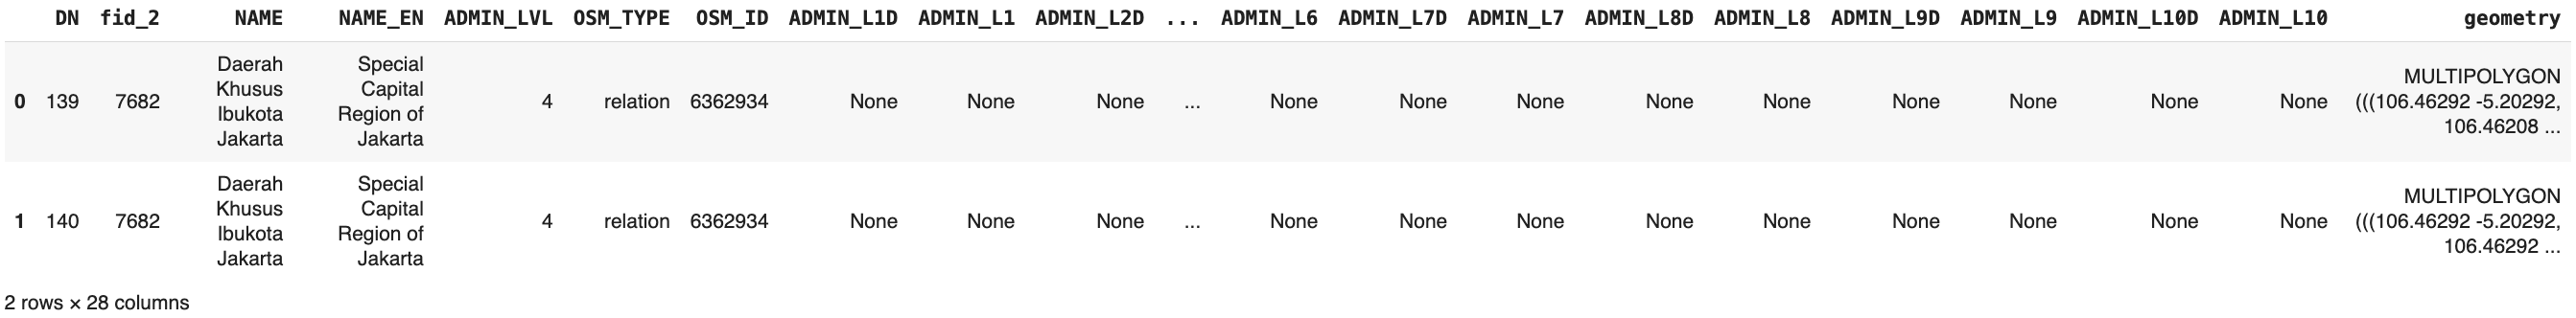 DN fid_2 NAME NAME_EN ADMIN_LVL OSM_TYPE OSM_ID ADMIN_L1D ADMIN_L1 ADMIN_L2D ... ADMIN_L6 ADMIN_L7D ADMIN_L7 ADMIN_L8D ADMIN_L8 ADMIN_L9D ADMIN_L9 ADMIN_L10D ADMIN_L10 geometry
0 139 7682 Daerah Khusus Ibukota Jakarta Special Capital Region of Jakarta 4 relation 6362934 None None None ... None None None None None None None None None MULTIPOLYGON (((106.46292 -5.20292, 106.46208 ...
1 140 7682 Daerah Khusus Ibukota Jakarta Special Capital Region of Jakarta 4 relation 6362934 None None None ... None None None None None None None None None MULTIPOLYGON (((106.46292 -5.20292, 106.46292 ...
2 rows × 28 columns